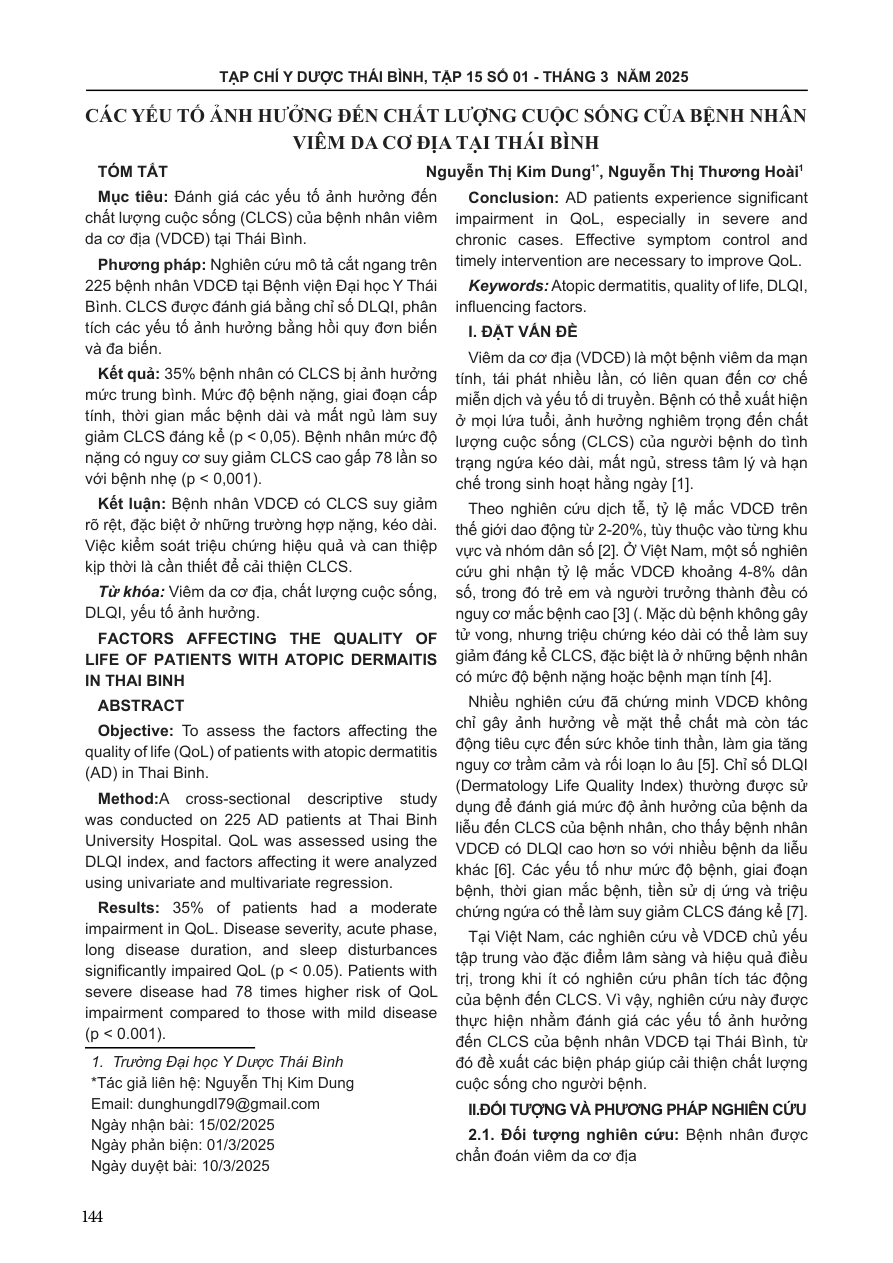 TẠP CHÍ Y DƯỢC THÁI BÌNH, TẬP 15 SỐ 01 - THÁNG 3 NĂM 2025
CÁC YẾU TỐ ẢNH HƯỞNG ĐẾN CHẤT LƯỢNG CUỘC SỐNG CỦA BỆNH NHÂN
VIÊM DA CƠ ĐỊA TẠI THÁI BÌNH
Nguyễn Thị Kim Dung1*, Nguyễn Thị Thương Hoài1
TÓM TẮT
Mục tiêu: Đánh giá các yếu tố ảnh hưởng đến
chất lượng cuộc sống (CLCS) của bệnh nhân viêm
da cơ địa (VDCĐ) tại Thái Bình.
Phương pháp: Nghiên cứu mô tả cắt ngang trên
225 bệnh nhân VDCĐ tại Bệnh viện Đại học Y Thái
Bình. CLCS được đánh giá bằng chỉ số DLQI, phân
tích các yếu tố ảnh hưởng bằng hồi quy đơn biến
và đa biến.
Kết quả: 35% bệnh nhân có CLCS bị ảnh hưởng
mức trung bình. Mức độ bệnh nặng, giai đoạn cấp
tính, thời gian mắc bệnh dài và mất ngủ làm suy
giảm CLCS đáng kể (p < 0,05). Bệnh nhân mức độ
nặng có nguy cơ suy giảm CLCS cao gấp 78 lần so
với bệnh nhẹ (p < 0,001).
Kết luận: Bệnh nhân VDCĐ có CLCS suy giảm
rõ rệt, đặc biệt ở những trường hợp nặng, kéo dài.
Việc kiểm soát triệu chứng hiệu quả và can thiệp
kịp thời là cần thiết để cải thiện CLCS.
Từ khóa: Viêm da cơ địa, chất lượng cuộc sống,
DLQI, yếu tố ảnh hưởng.
FACTORS AFFECTING THE QUALITY OF
LIFE OF PATIENTS WITH ATOPIC DERMAITIS
IN THAI BINH
ABSTRACT
Objective: To assess the factors affecting the
quality of life (QoL) of patients with atopic dermatitis
(AD) in Thai Binh.
Method:A cross-sectional descriptive study
was conducted on 225 AD patients at Thai Binh
University Hospital. QoL was assessed using the
DLQI index, and factors affecting it were analyzed
using univariate and multivariate regression.
Results: 35% of patients had a moderate
impairment in QoL. Disease severity, acute phase,
long disease duration, and sleep disturbances
significantly impaired QoL (p < 0.05). Patients with
severe disease had 78 times higher risk of QoL
impairment compared to those with mild disease
(p < 0.001).
1. Trường Đại học Y Dược Thái Bình
*Tác giả liên hệ: Nguyễn Thị Kim Dung
Email: dunghungdl79@gmail.com
Ngày nhận bài: 15/02/2025
Ngày phản biện: 01/3/2025
Ngày duyệt bài: 10/3/2025
Conclusion: AD patients experience significant
impairment in QoL, especially in severe and
chronic cases. Effective symptom control and
timely intervention are necessary to improve QoL.
Keywords: Atopic dermatitis, quality of life, DLQI,
influencing factors.
I. ĐẶT VẤN ĐỀ
Viêm da cơ địa (VDCĐ) là một bệnh viêm da mạn
tính, tái phát nhiều lần, có liên quan đến cơ chế
miễn dịch và yếu tố di truyền. Bệnh có thể xuất hiện
ở mọi lứa tuổi, ảnh hưởng nghiêm trọng đến chất
lượng cuộc sống (CLCS) của người bệnh do tình
trạng ngứa kéo dài, mất ngủ, stress tâm lý và hạn
chế trong sinh hoạt hằng ngày [1].
Theo nghiên cứu dịch tễ, tỷ lệ mắc VDCĐ trên
thế giới dao động từ 2-20%, tùy thuộc vào từng khu
vực và nhóm dân số [2]. Ở Việt Nam, một số nghiên
cứu ghi nhận tỷ lệ mắc VDCĐ khoảng 4-8% dân
số, trong đó trẻ em và người trưởng thành đều có
nguy cơ mắc bệnh cao [3] (. Mặc dù bệnh không gây
tử vong, nhưng triệu chứng kéo dài có thể làm suy
giảm đáng kể CLCS, đặc biệt là ở những bệnh nhân
có mức độ bệnh nặng hoặc bệnh mạn tính [4].
Nhiều nghiên cứu đã chứng minh VDCĐ không
chỉ gây ảnh hưởng về mặt thể chất mà còn tác
động tiêu cực đến sức khỏe tinh thần, làm gia tăng
nguy cơ trầm cảm và rối loạn lo âu [5]. Chỉ số DLQI
(Dermatology Life Quality Index) thường được sử
dụng để đánh giá mức độ ảnh hưởng của bệnh da
liễu đến CLCS của bệnh nhân, cho thấy bệnh nhân
VDCĐ có DLQI cao hơn so với nhiều bệnh da liễu
khác [6]. Các yếu tố như mức độ bệnh, giai đoạn
bệnh, thời gian mắc bệnh, tiền sử dị ứng và triệu
chứng ngứa có thể làm suy giảm CLCS đáng kể [7].
Tại Việt Nam, các nghiên cứu về VDCĐ chủ yếu
tập trung vào đặc điểm lâm sàng và hiệu quả điều
trị, trong khi ít có nghiên cứu phân tích tác động
của bệnh đến CLCS. Vì vậy, nghiên cứu này được
thực hiện nhằm đánh giá các yếu tố ảnh hưởng
đến CLCS của bệnh nhân VDCĐ tại Thái Bình, từ
đó đề xuất các biện pháp giúp cải thiện chất lượng
cuộc sống cho người bệnh.
II.ĐỐI TƯỢNG VÀ PHƯƠNG PHÁP NGHIÊN CỨU
2.1. Đối tượng nghiên cứu: Bệnh nhân được
chẩn đoán viêm da cơ địa
144